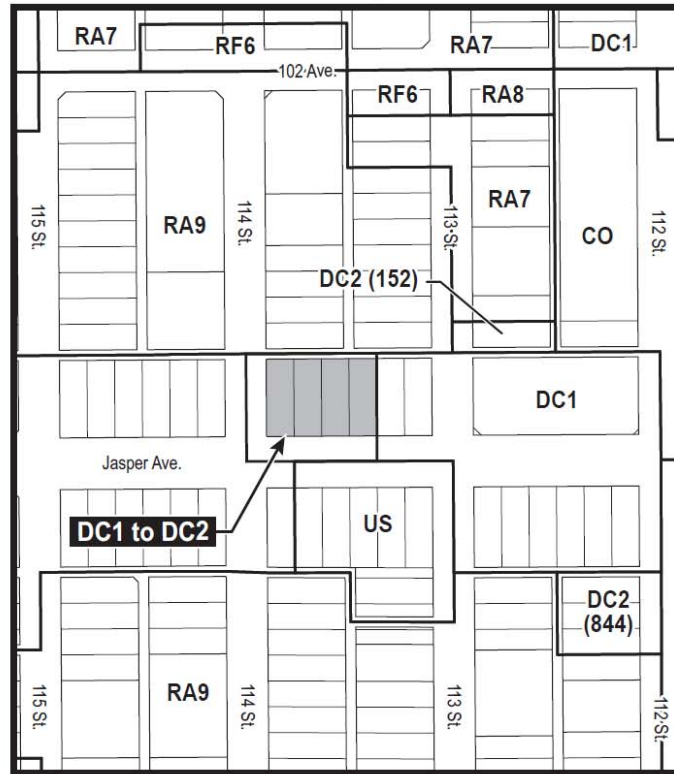 RA7
RF6
RA7
DC1
102 Ave.
RF6
RA8
115 St.
RA9
114 St.
113 St.
RA7
CO
112 St.
DC2 (152)
DC1
Jasper Ave.
DC1 to DC2
US
DC2
(844)
115 St.
RA9
114 St.
113 St.
112 St.